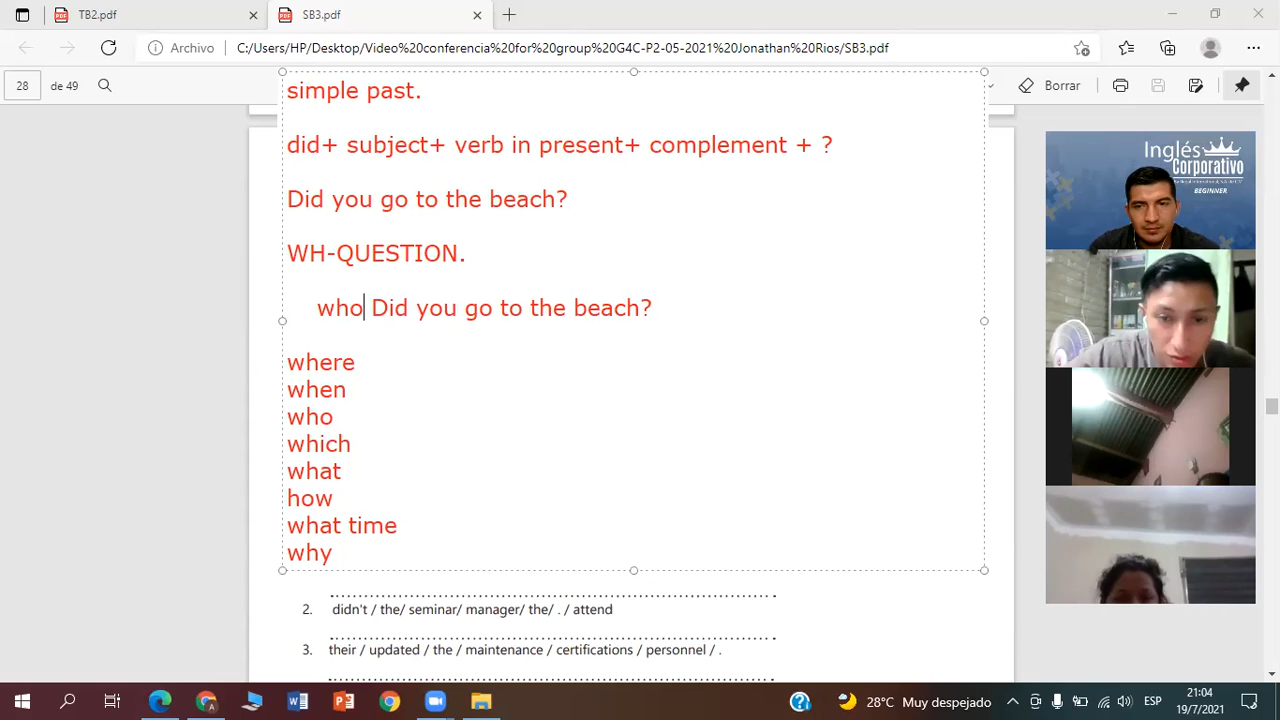 TB2.pdf
SB3.pdf
Archivo C:/Users/HP/Desktop/Video%20conferencia%20for%20group%20G4C-P2-05-2021%20Jonathan%20Rios/SB3.pdf
28 de 49
Borrar
simple past.
did+ subject+ verb in present+ complement + ?
Did you go to the beach?
WH-QUESTION.
who Did you go to the beach?
where
when
who
which
what
how
what time
why
2. didn't / the/ seminar/ manager/ the/ . / attend
3. their / updated / the / maintenance / certifications / personnel / .
Inglés
Corporativo
BEGINNER
28°C Muy despejado
ESP
21:04
19/7/2021